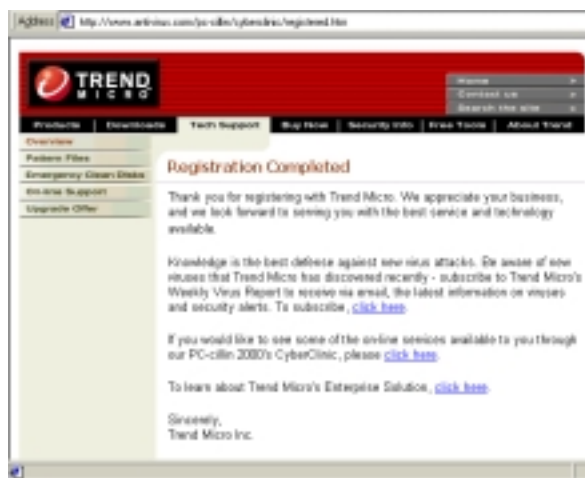 Address http://www.antivirus.com/pc-cillin/cyberclinic/registered.htm
TREND
MICRO
Home
Contact us
Search the site
Products Downloads Tech Support Buy Now Security Info Free Tools About Trend
Overview
Pattern Files
Emergency Clean Disks
On-line Support
Upgrade Offer
Registration Completed
Thank you for registering with Trend Micro. We appreciate your business,
and we look forward to serving you with the best service and technology
available.
Knowledge is the best defense against new virus attacks. Be aware of new
viruses that Trend Micro has discovered recently - subscribe to Trend Micro's
Weekly Virus Report to receive via email, the latest information on viruses
and security alerts. To subscribe, click here.
If you would like to see some of the on-line services available to you through
our PC-cillin 2000's CyberClinic, please click here.
To learn about Trend Micro's Enterprise Solution, click here.
Sincerely,
Trend Micro Inc.